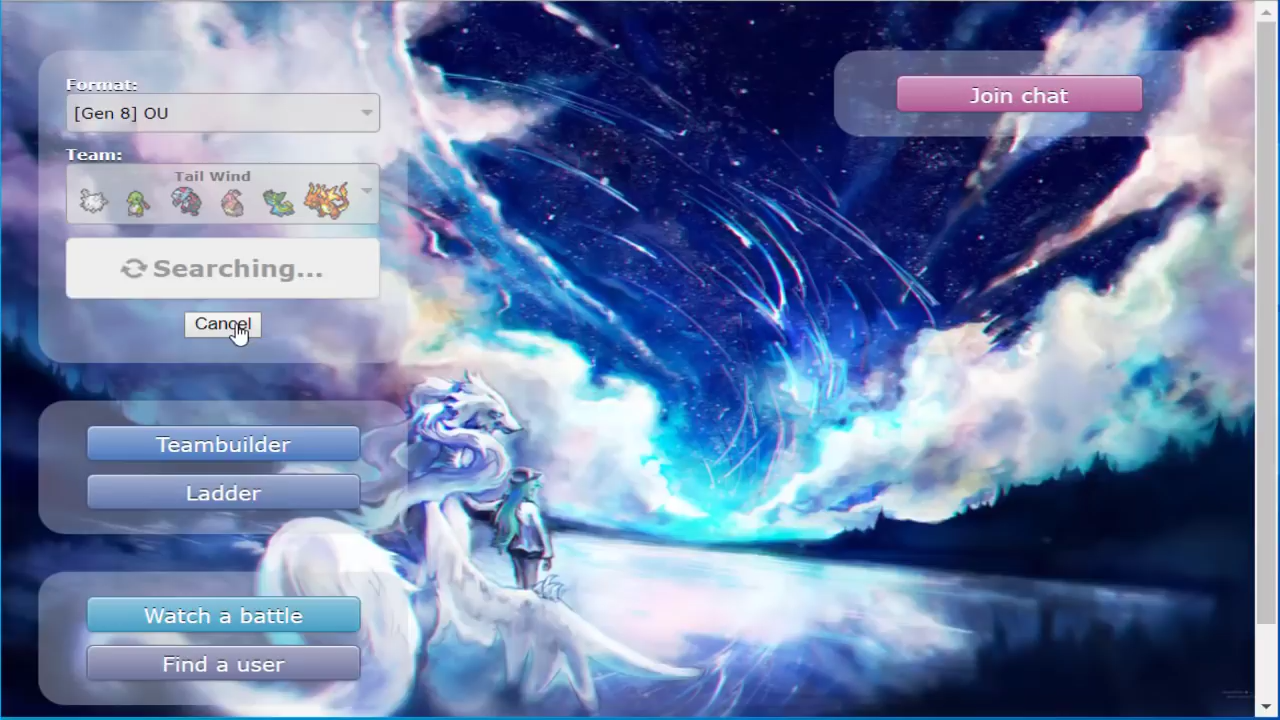 Format:
[Gen 8] OU
Team:
Tail Wind
Searching...
Cancel
Teambuilder
Ladder
Watch a battle
Find a user
Join chat